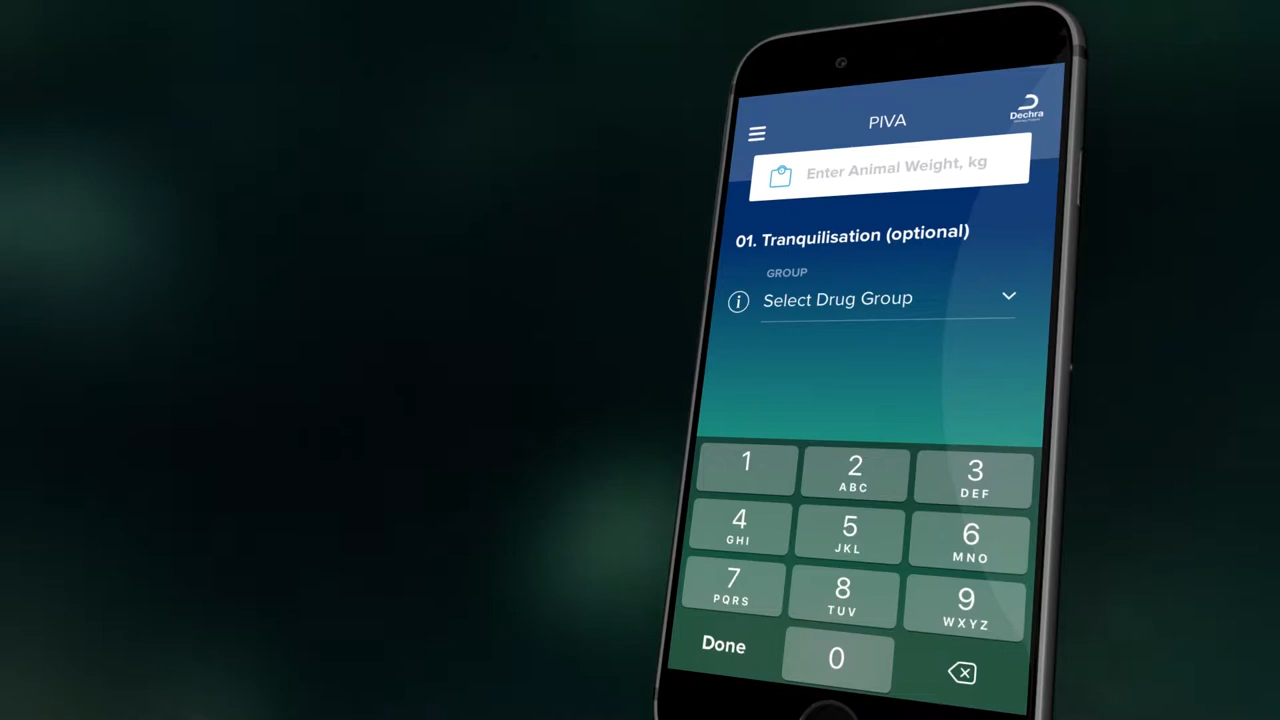 PIVA
Dechra
Enter Animal Weight, kg
01. Tranquilisation (optional)
GROUP
i Select Drug Group
1 2 3
ABC DEF
4 5 6
GHI JKL MNO
7 8 9
PQRS TUV WXYZ
Done 0